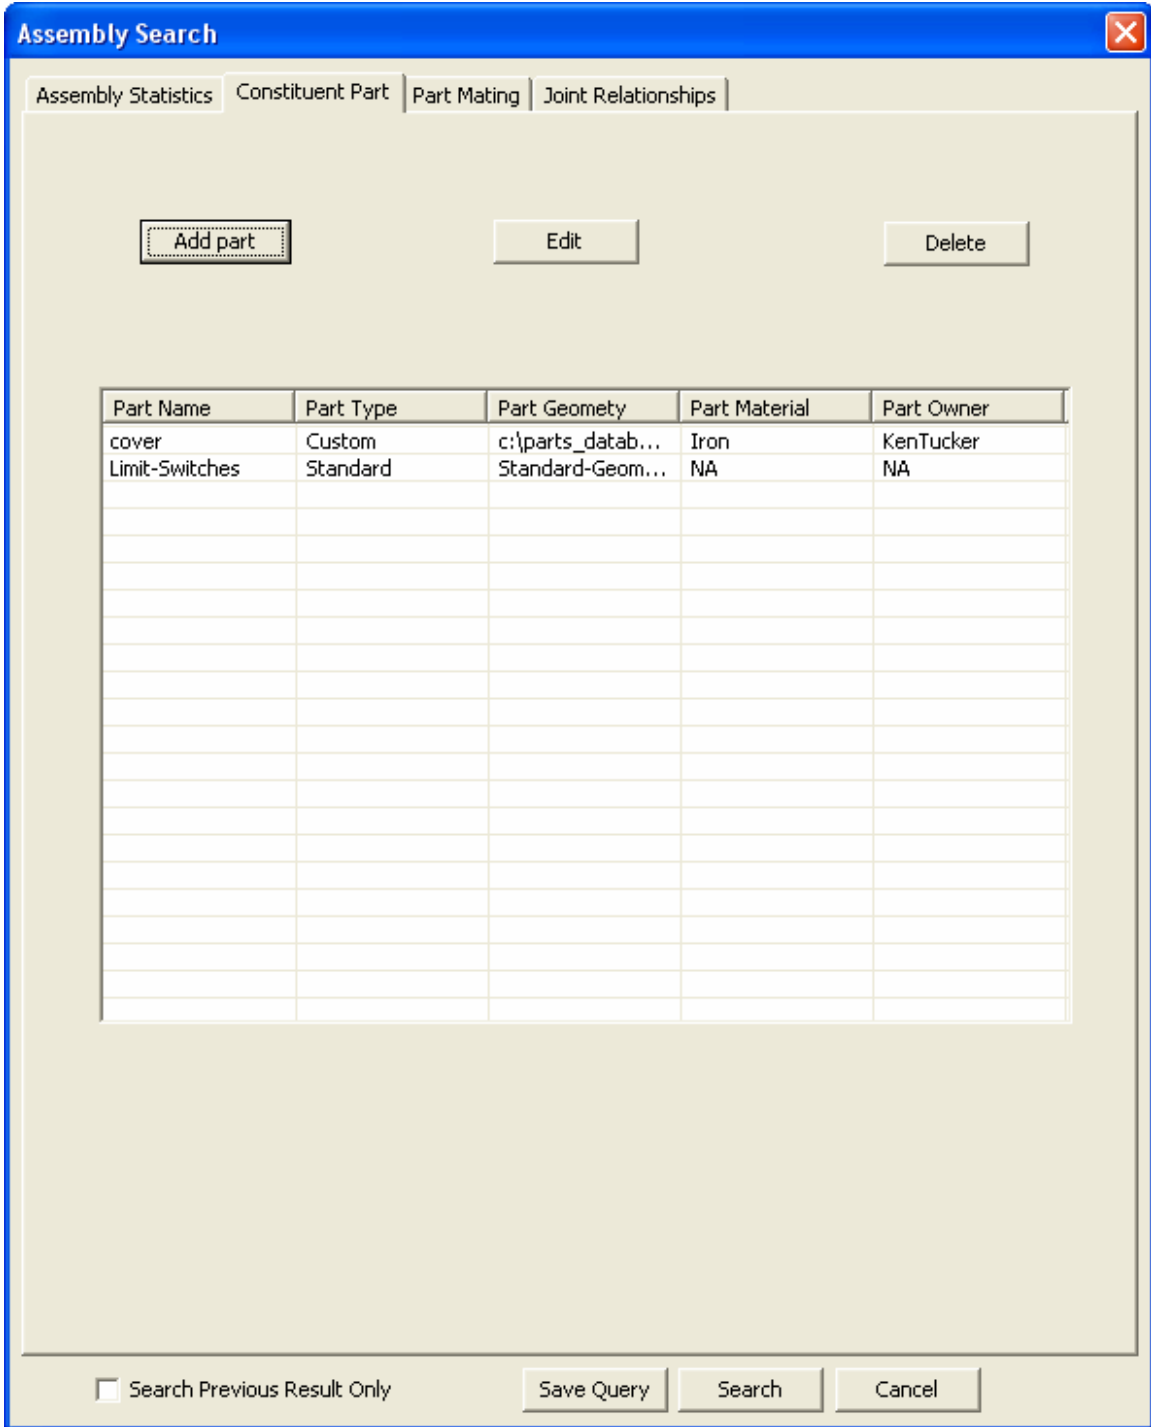 Assembly Search
Assembly Statistics Constituent Part Part Mating Joint Relationships
Add part Edit Delete
Part Name Part Type Part Geomety Part Material Part Owner
cover Custom c:\parts_datab... Iron KenTucker
Limit-Switches Standard Standard-Geom... NA NA
Search Previous Result Only Save Query Search Cancel